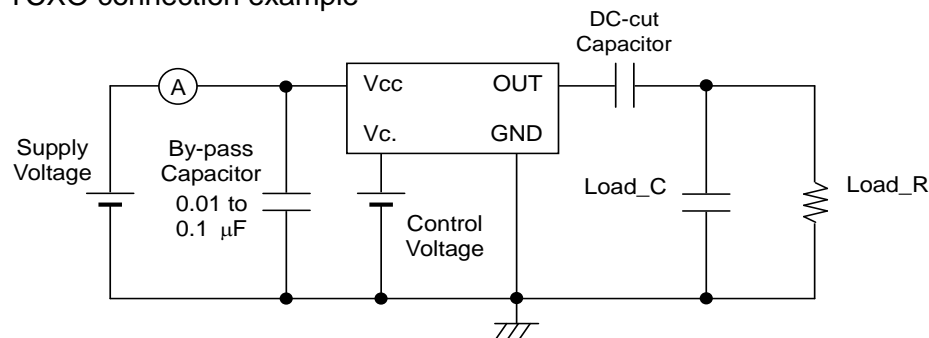 TCXO connection example
DC-cut
Capacitor
A
Vcc
OUT
Vc.
GND
Supply
Voltage
By-pass
Capacitor
0.01 to
0.1 μF
Control
Voltage
Load_C
Load_R